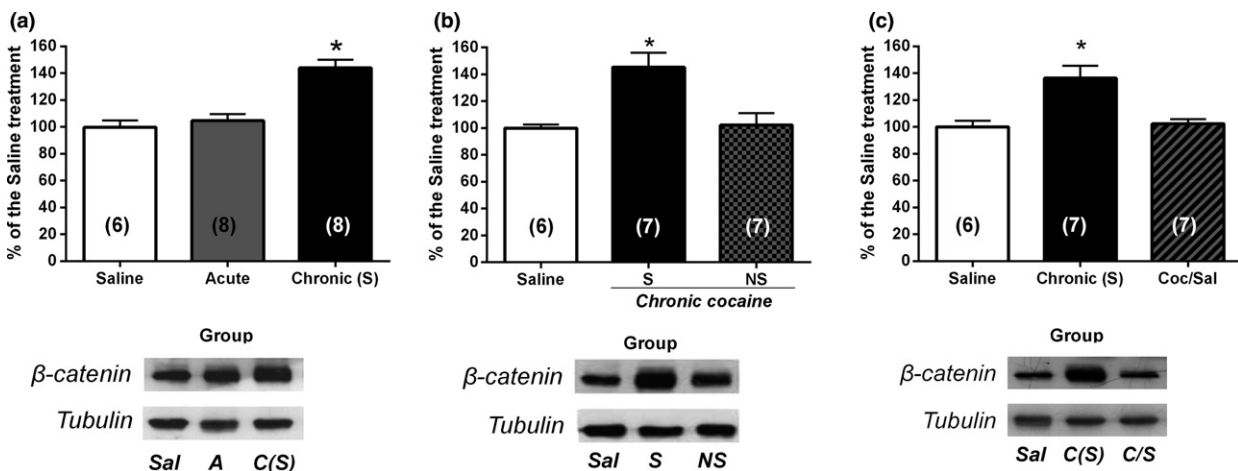 (a)
% of the Saline treatment
160
140
120
100
80
60
40
20
0
*
(6)
(8)
(8)
Saline
Acute
Chronic (S)
Group
β-catenin
Tubulin
Sal
A
C(S)
(b)
% of the Saline treatment
160
140
120
100
80
60
40
20
0
*
(6)
(7)
(7)
Saline
S
NS
Chronic cocaine
Group
β-catenin
Tubulin
Sal
S
NS
(c)
% of the Saline treatment
160
140
120
100
80
60
40
20
0
*
(6)
(7)
(7)
Saline
Chronic (S)
Coc/Sal
Group
β-catenin
Tubulin
Sal
C(S)
C/S